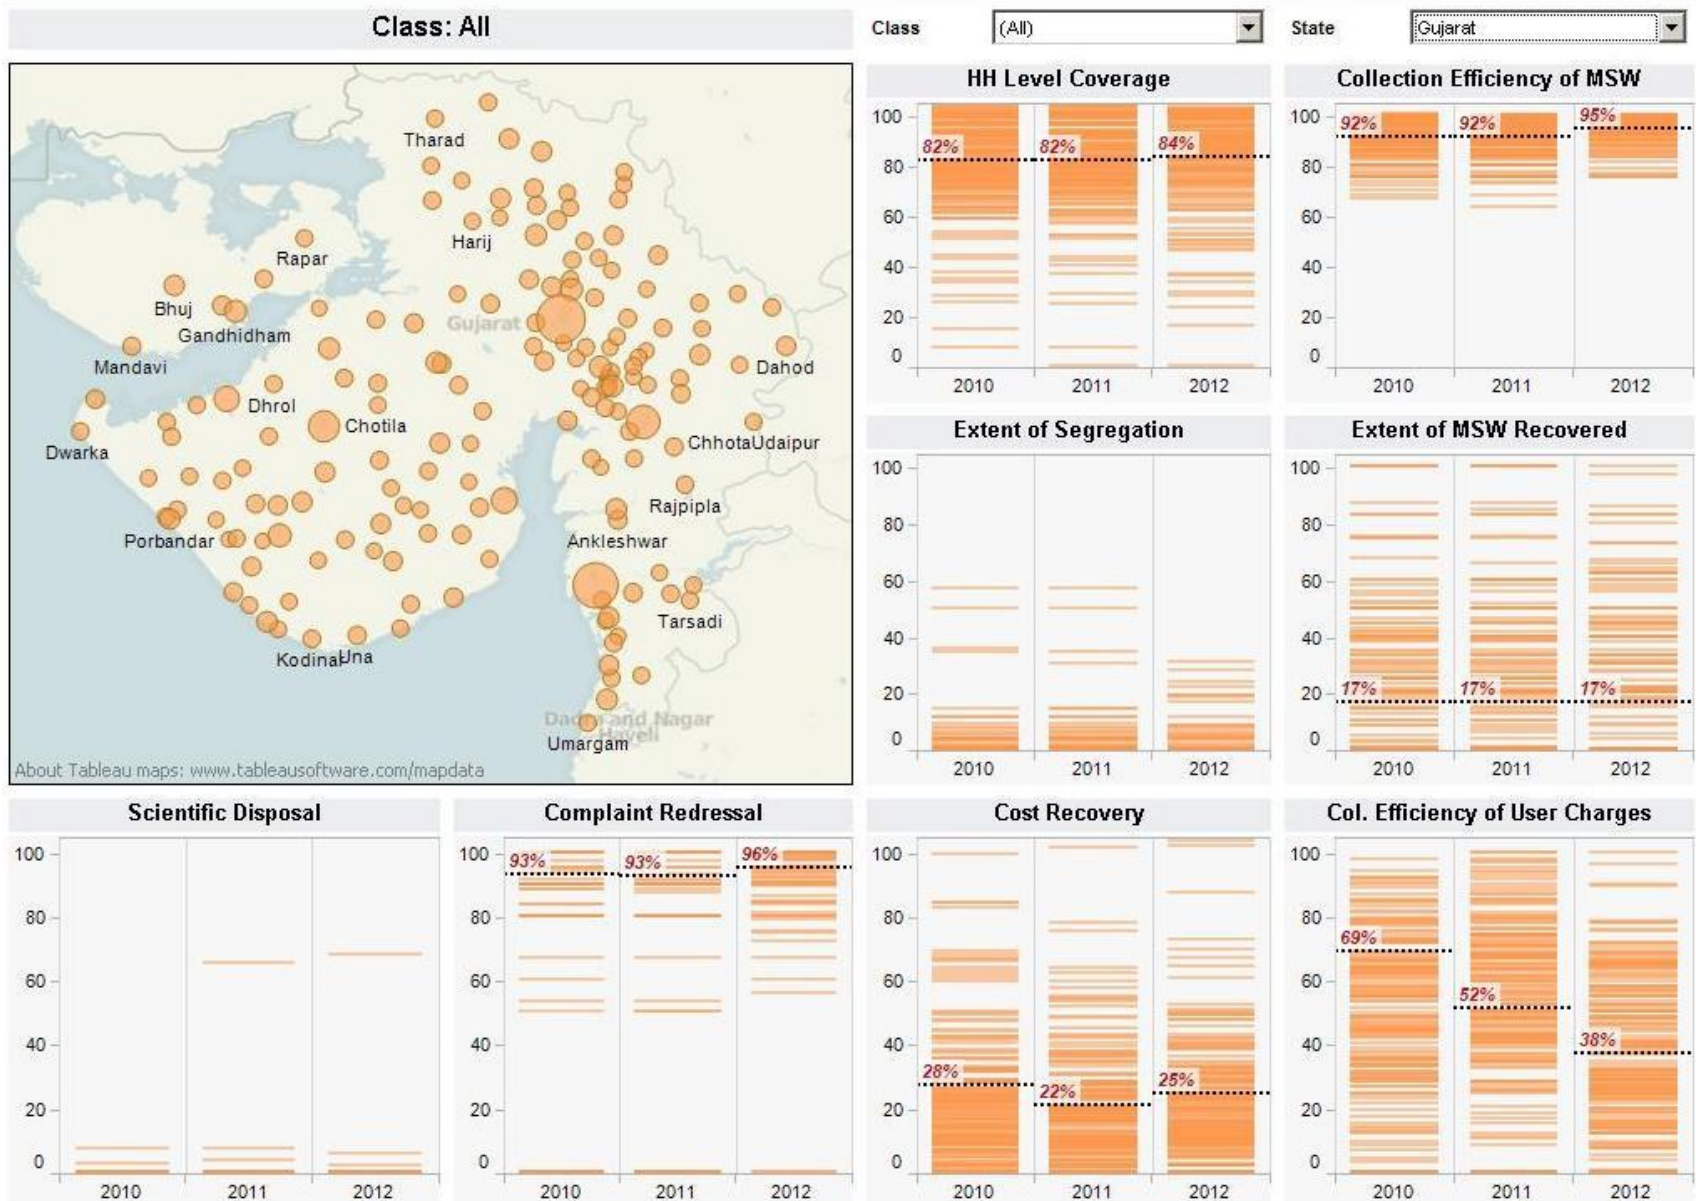 Class: All
Class (All) State Gujarat
Tharad
Harij
Rapar
Bhuj
Gandhidham
Gujarat
Mandavi
Dahod
Dhrol
Chotila
Dwarka
ChhotaUdaipur
Rajpipla
Porbandar
Ankleshwar
Tarsadi
Kodinar
Una
Dadra and Nagar
Haveli
Umargam
About Tableau maps: www.tableausoftware.com/mapdata
HH Level Coverage
100
80
60
40
20
0
82% 82% 84%
2010 2011 2012
Collection Efficiency of MSW
100
80
60
40
20
0
92% 92% 95%
2010 2011 2012
Extent of Segregation
100
80
60
40
20
0
2010 2011 2012
Extent of MSW Recovered
100
80
60
40
20
0
17% 17% 17%
2010 2011 2012
Scientific Disposal
100
80
60
40
20
0
2010 2011 2012
Complaint Redressal
100
80
60
40
20
0
93% 93% 96%
2010 2011 2012
Cost Recovery
100
80
60
40
20
0
28% 22% 25%
2010 2011 2012
Col. Efficiency of User Charges
100
80
60
40
20
0
69% 52% 38%
2010 2011 2012